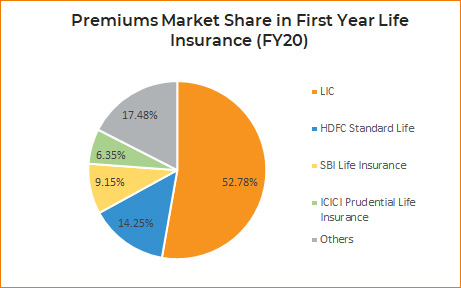 Premiums Market Share in First Year Life
Insurance (FY20)
17.48%
6.35%
9.15%
14.25%
52.78%
LIC
HDFC Standard Life
SBI Life Insurance
ICICI Prudential Life
Insurance
Others